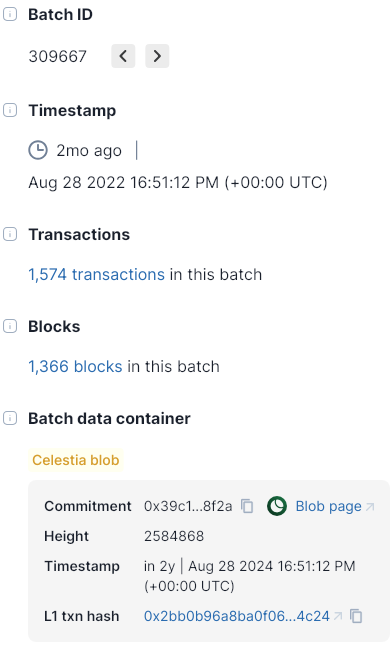 Batch ID
309667
Timestamp
2mo ago
Aug 28 2022 16:51:12 PM (+00:00 UTC)
Transactions
1,574 transactions in this batch
Blocks
1,366 blocks in this batch
Batch data container
Celestia blob
Commitment 0x39c1...8f2a Blob page
Height 2584868
Timestamp in 2y | Aug 28 2024 16:51:12 PM
(+00:00 UTC)
L1 txn hash 0x2bb0b96a8ba0f06...4c24